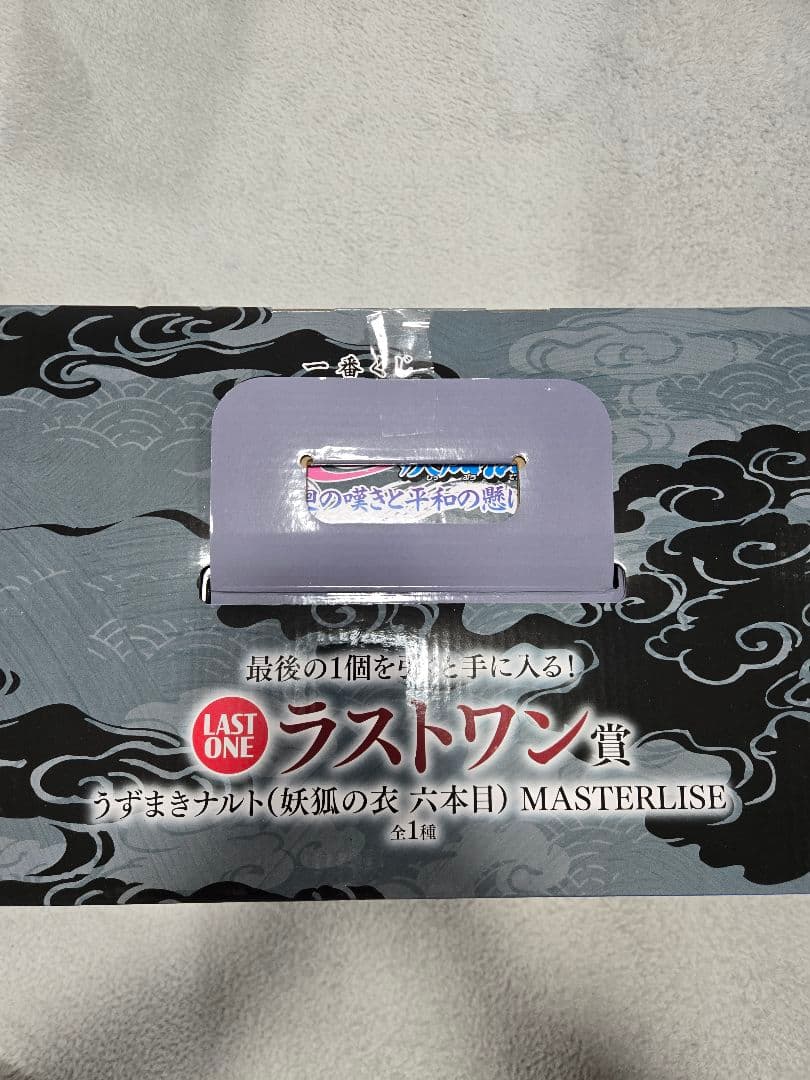 一番くじ
の嘆きと平和の懸け
最後の1個を引くと手に入る!
LAST
ONE
ラストワン賞
うずまきナルト(妖狐の衣 六本目) MASTERLISE
全1種